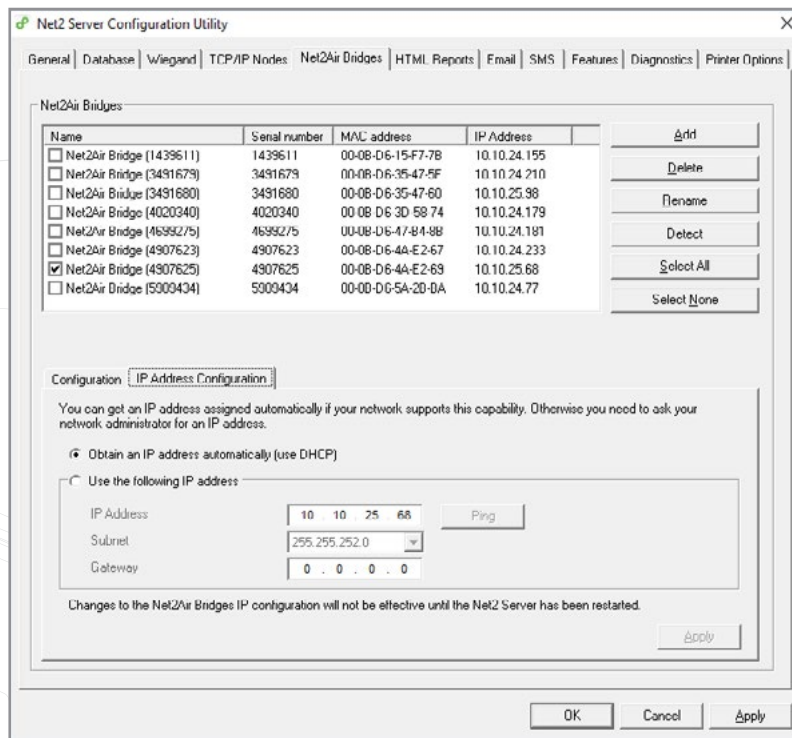 Net2 Server Configuration Utility
General Database Wiegand TCP/IP Nodes Net2Air Bridges HTML Reports Email SMS Features Diagnostics Printer Options
Net2Air Bridges
Name Serial number MAC address IP Address
Net2Air Bridge (1439611) 1439611 00-0B-D6-15-F7-7B 10.10.24.155
Net2Air Bridge (3491679) 3491679 00-0B-D6-35-47-5F 10.10.24.210
Net2Air Bridge (3491680) 3491680 00-0B-D6-35-47-60 10.10.25.98
Net2Air Bridge (4020340) 4020340 00-0B-D6-3D-58-74 10.10.24.179
Net2Air Bridge (4699275) 4699275 00-0B-D6-47-B4-8B 10.10.24.181
Net2Air Bridge (4907623) 4907623 00-0B-D6-4A-E2-67 10.10.24.233
Net2Air Bridge (4907625) 4907625 00-0B-D6-4A-E2-69 10.10.25.68
Net2Air Bridge (5909434) 5909434 00-0B-D6-5A-2B-BA 10.10.24.77
Add
Delete
Rename
Detect
Select All
Select None
Configuration IP Address Configuration
You can get an IP address assigned automatically if your network supports this capability. Otherwise you need to ask your
network administrator for an IP address.
Obtain an IP address automatically (use DHCP)
Use the following IP address
IP Address 10 . 10 . 25 . 68 Ping
Subnet 255.255.252.0
Gateway 0 . 0 . 0 . 0
Changes to the Net2Air Bridges IP configuration will not be effective until the Net2 Server has been restarted.
Apply
OK Cancel Apply